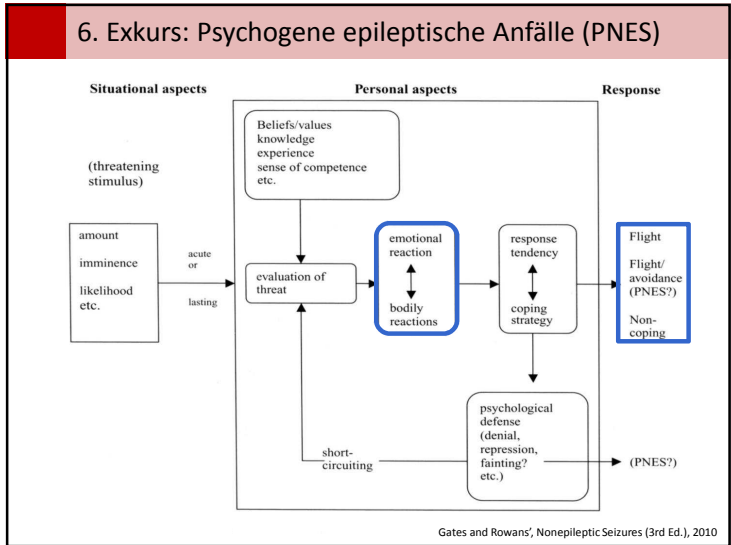 6. Exkurs: Psychogene epileptische Anfälle (PNES)
Situational aspects
Personal aspects
Response
(threatening
stimulus)
amount
imminence
likelihood
etc.
acute
or
lasting
Beliefs/values
knowledge
experience
sense of competence
etc.
evaluation of
threat
emotional
reaction
bodily
reactions
response
tendency
coping
strategy
Flight
Flight/
avoidance
(PNES?)
Non-
coping
psychological
defense
(denial,
repression,
fainting?
etc.)
short-
circuiting
(PNES?)
Gates and Rowans', Nonepileptic Seizures (3rd Ed.), 2010